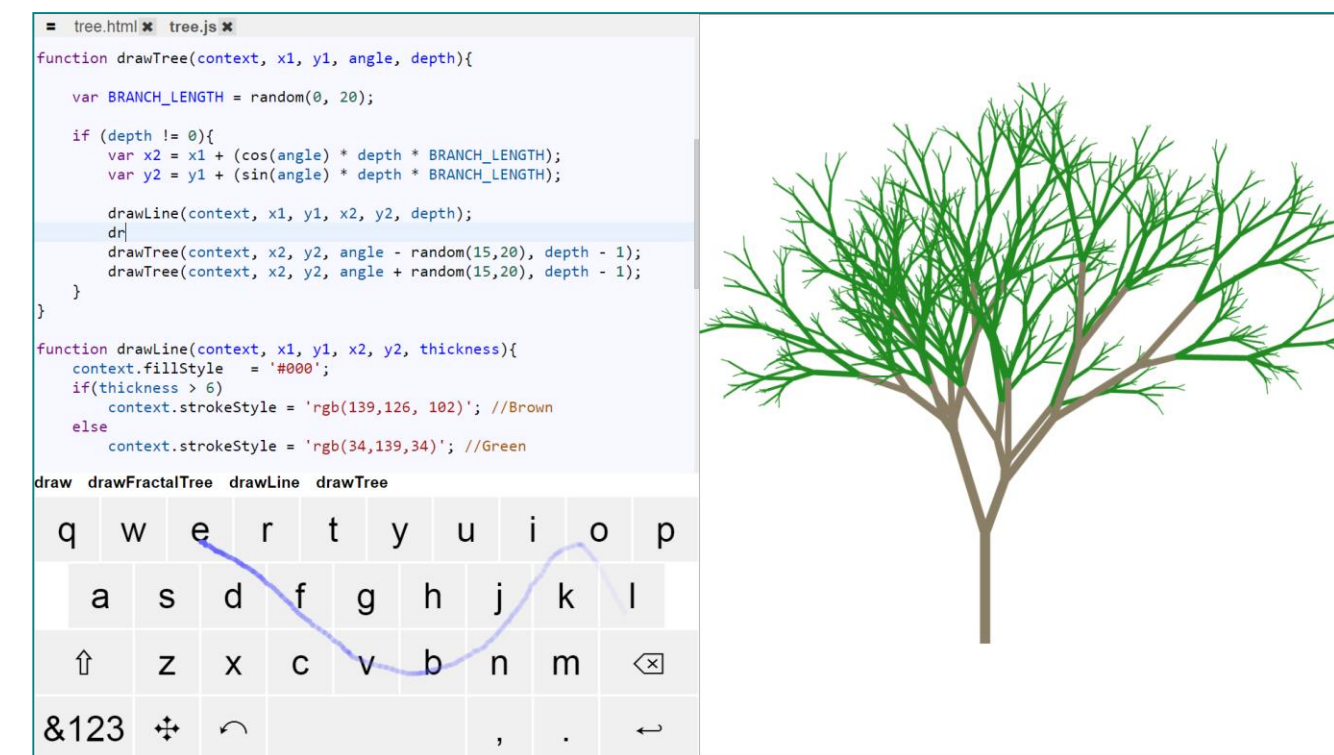 = tree.html ✖ tree.js ✖
function drawTree(context, x1, y1, angle, depth){
var BRANCH_LENGTH = random(0, 20);
if (depth != 0){
var x2 = x1 + (cos(angle) * depth * BRANCH_LENGTH);
var y2 = y1 + (sin(angle) * depth * BRANCH_LENGTH);
drawLine(context, x1, y1, x2, y2, depth);
dr
drawTree(context, x2, y2, angle - random(15,20), depth - 1);
drawTree(context, x2, y2, angle + random(15,20), depth - 1);
}
}
function drawLine(context, x1, y1, x2, y2, thickness){
context.fillStyle   = '#000';
if(thickness > 6)
context.strokeStyle = 'rgb(139,126, 102)'; //Brown
else
context.strokeStyle = 'rgb(34,139,34)'; //Green
draw drawFractalTree drawLine drawTree
q w e r t y u i o p
a s d f g h j k l
⇧ z x c v b n m ⌫
&123 , .